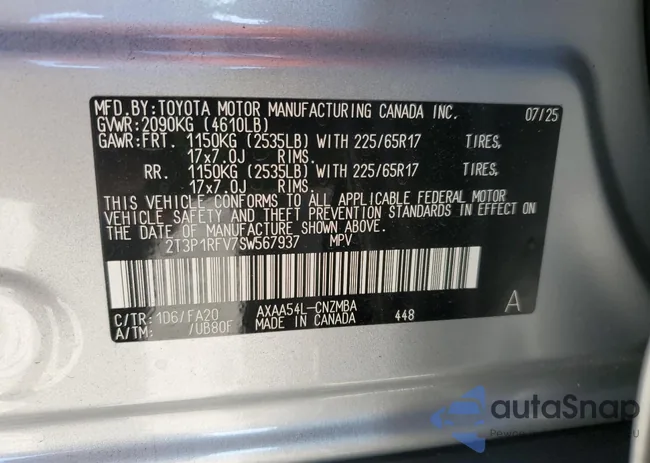 MFD.BY:TOYOTA MOTOR MANUFACTURING CANADA INC. 07/25
GVWR:2090KG (4610LB)
GAWR:FRT. 1150KG (2535LB) WITH 225/65R17 TIRES,
17x7.0J RIMS.
RR. 1150KG (2535LB) WITH 225/65R17 TIRES,
17x7.0J RIMS.
THIS VEHICLE CONFORMS TO ALL APPLICABLE FEDERAL MOTOR
VEHICLE SAFETY AND THEFT PREVENTION STANDARDS IN EFFECT ON
THE DATE OF MANUFACTURE SHOWN ABOVE.
2T3P1RFV7SW567937 MPV
C/TR:1D6/FA20 AXAA54L-CNZMBA A
A/TM: /UB80F MADE IN CANADA 448
autoSnap